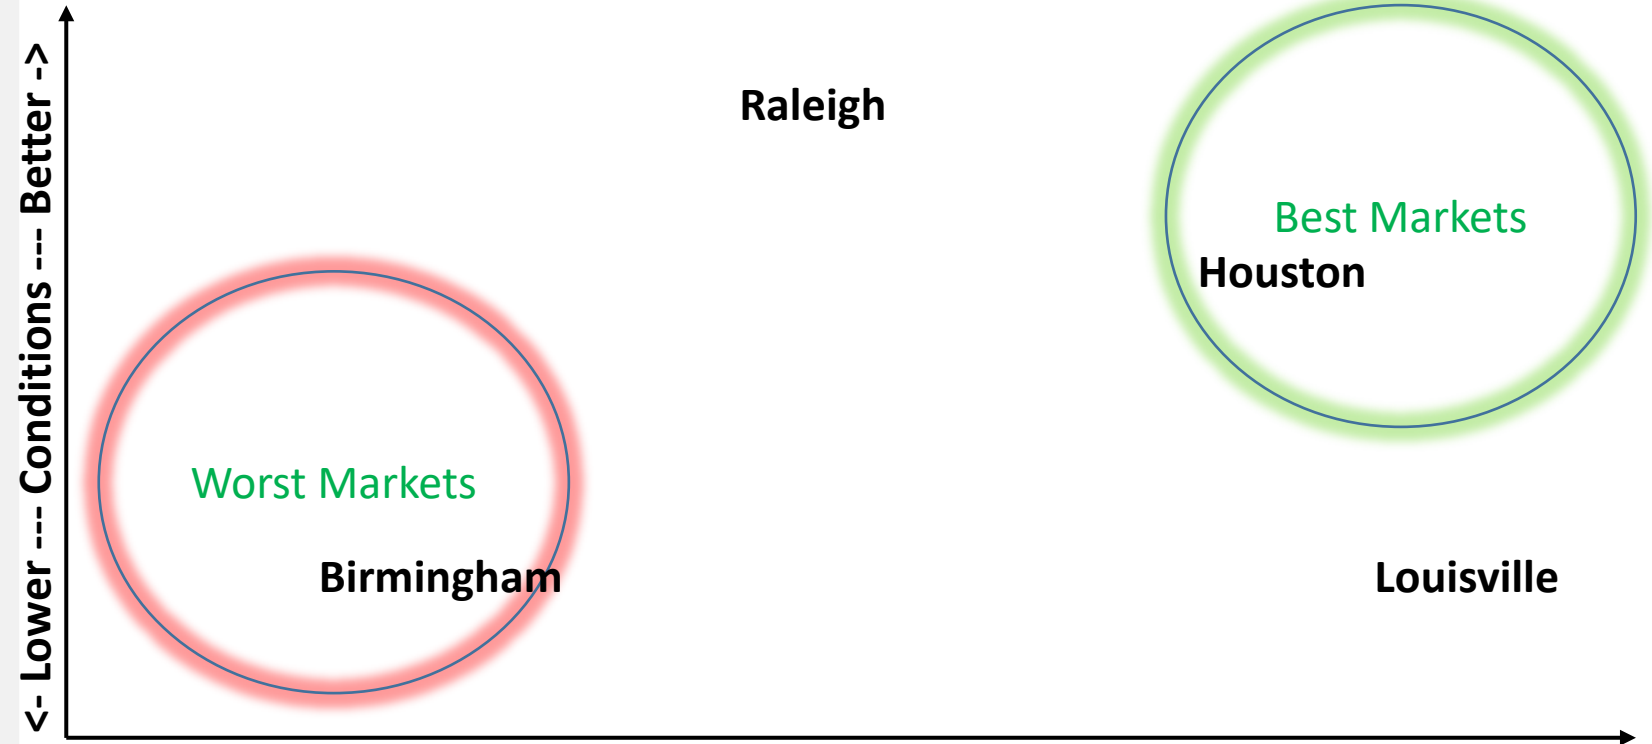 <- Lower --- Conditions --- Better ->
Raleigh
Best Markets
Houston
Worst Markets
Birmingham
Louisville